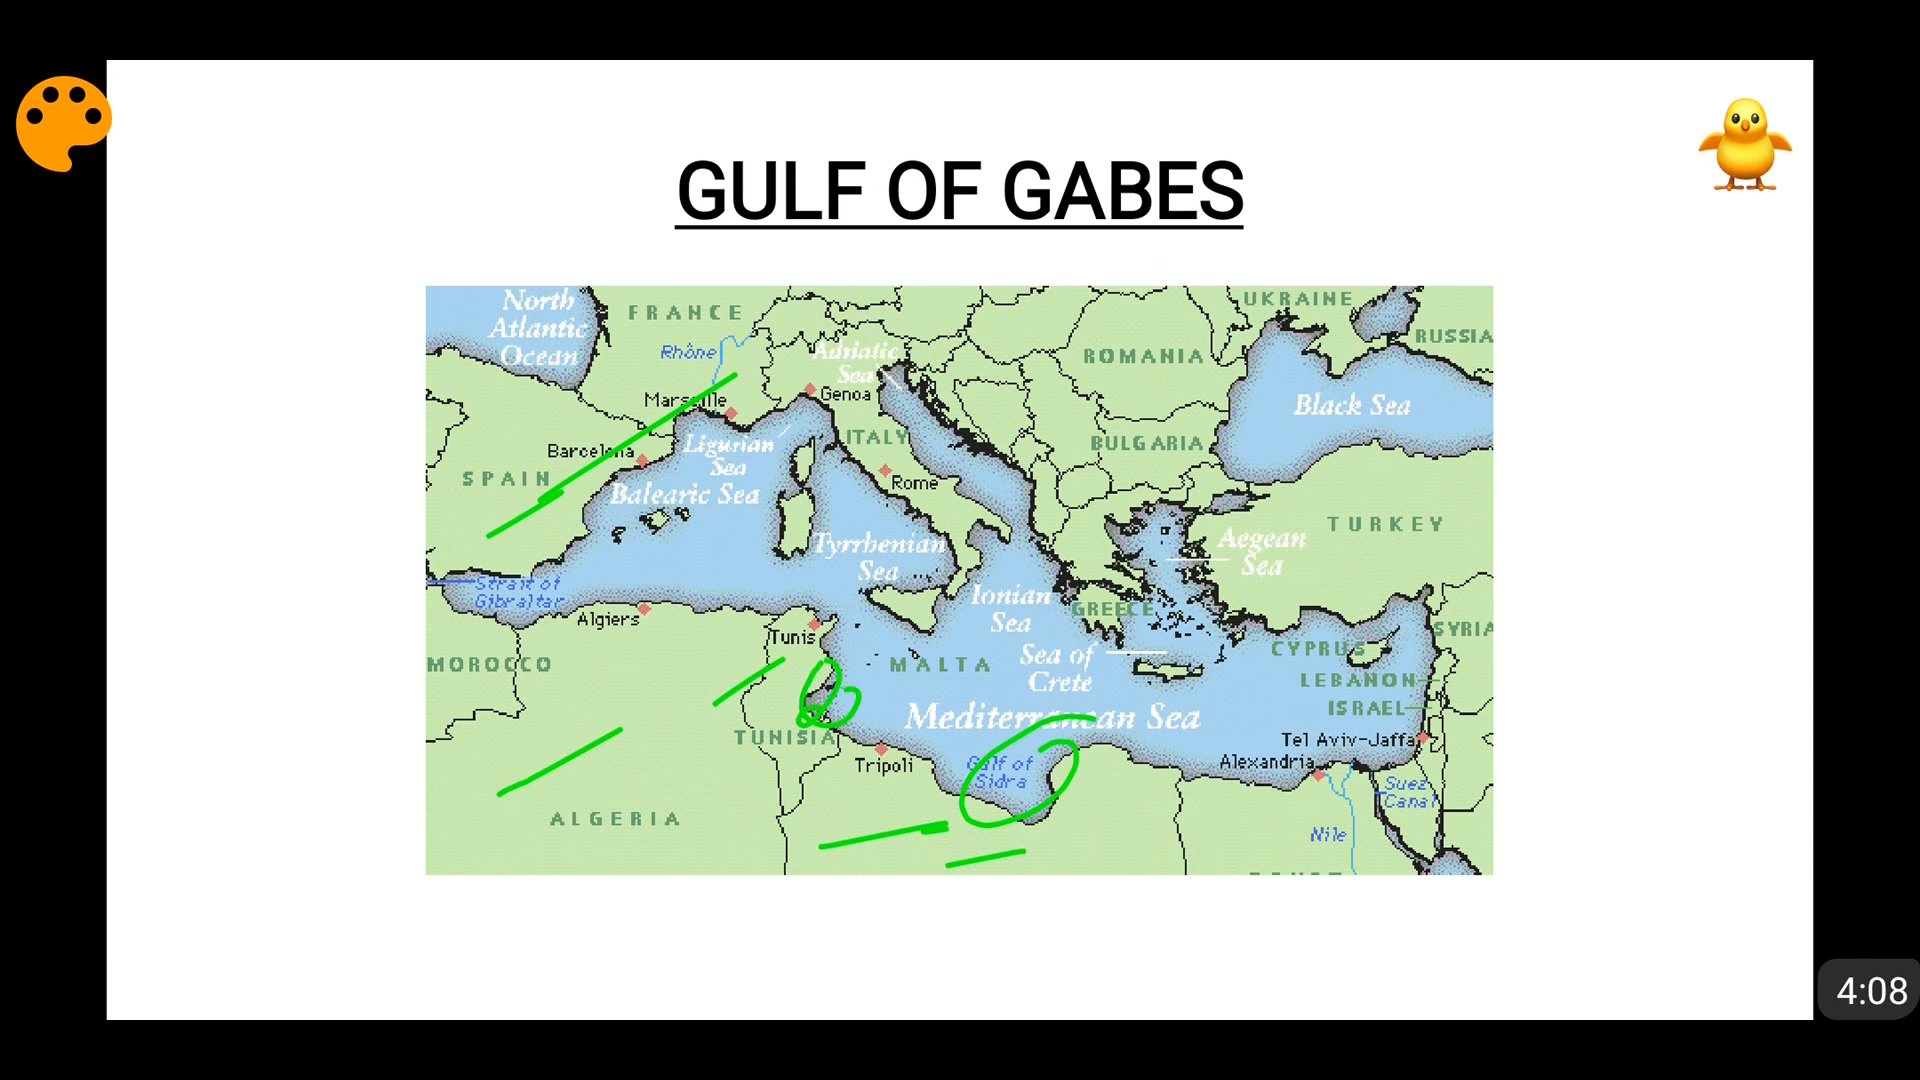 GULF OF GABES
North
Atlantic
Ocean
FRANCE
UKRAINE
RUSSIA
Rhône
Adriatic
Sea
ROMANIA
Marseille
Genoa
Black Sea
Ligurian
Sea
ITALY
BULGARIA
Barcelona
SPAIN
Rome
Balearic Sea
TURKEY
Tyrrhenian
Sea
Aegean
Sea
Strait of
Gibraltar
Ionian
Sea
GREECE
Algiers
Tunis
CYPRUS
SYRIA
MOROCCO
MALTA
Sea of
Crete
LEBANON
ISRAEL
Mediterranean Sea
TUNISIA
Tel Aviv-Jaffa
Tripoli
Gulf of
Sidra
Alexandria
Suez
Canal
ALGERIA
Nile
4:08